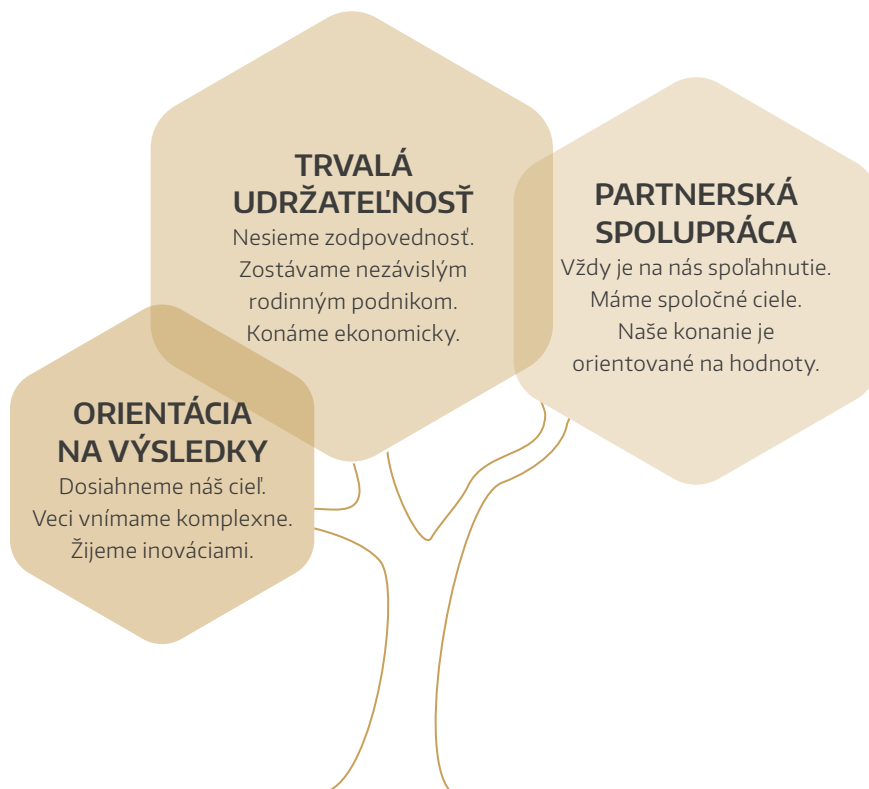 TRVALÁ
UDRŽATEĽNOSŤ
Nesieme zodpovednosť.
Zostávame nezávislým
rodinným podnikom.
Konáme ekonomicky.
PARTNERSKÁ
SPOLUPRÁCA
Vždy je na nás spoľahnutie.
Máme spoločné ciele.
Naše konanie je
orientované na hodnoty.
ORIENTÁCIA
NA VÝSLEDKY
Dosiahneme náš cieľ.
Veci vnímame komplexne.
Žijeme inováciami.